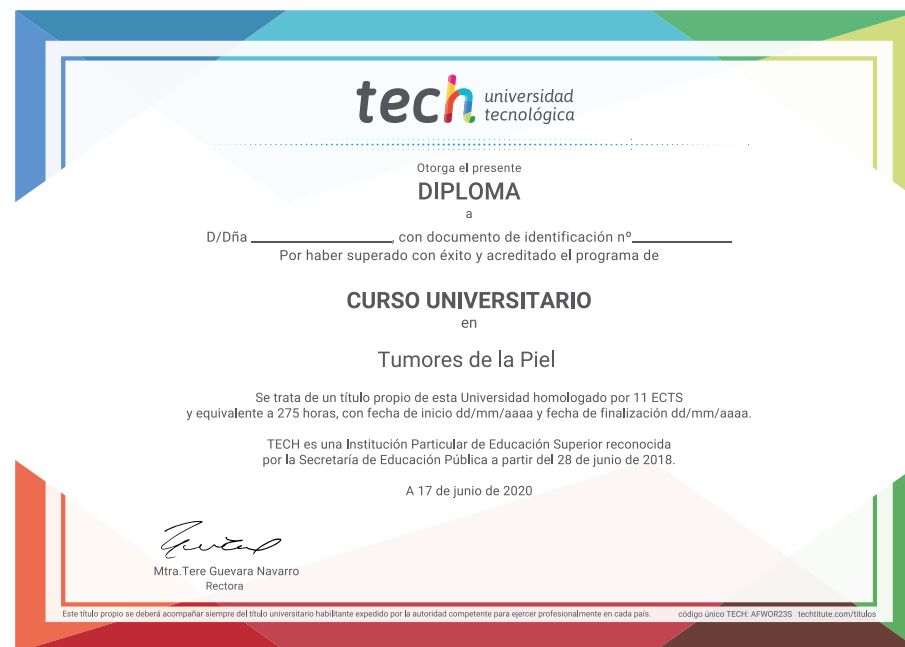 tech universidad
tecnológica
Otorga el presente
DIPLOMA
a
D/Dña ____________________, con documento de identificación nº______________
Por haber superado con éxito y acreditado el programa de
CURSO UNIVERSITARIO
en
Tumores de la Piel
Se trata de un título propio de esta Universidad homologado por 11 ECTS
y equivalente a 275 horas, con fecha de inicio dd/mm/aaaa y fecha de finalización dd/mm/aaaa.
TECH es una Institución Particular de Educación Superior reconocida
por la Secretaría de Educación Pública a partir del 28 de junio de 2018.
A 17 de junio de 2020
Mtra.Tere Guevara Navarro
Rectora
Este título propio se deberá acompañar siempre del título universitario habilitante expedido por la autoridad competente para ejercer profesionalmente en cada país. código único TECH: AFWOR23S techtitute.com/titulos